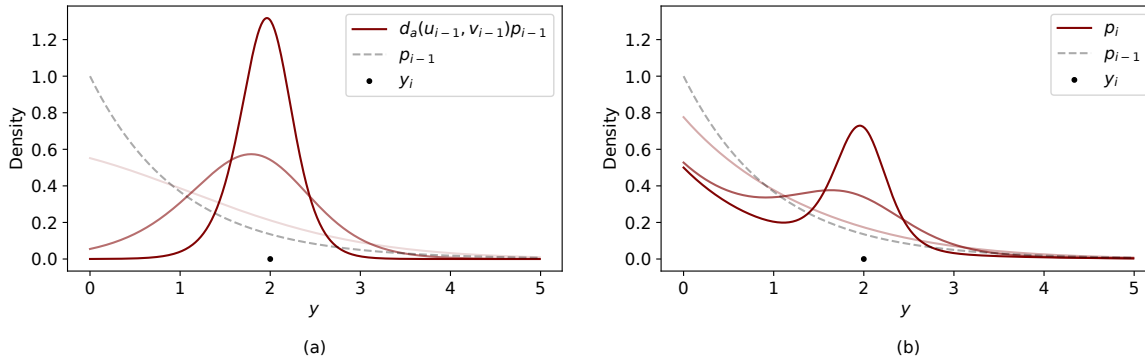 1.2
1.0
0.8
0.6
0.4
0.2
0.0
Density
0 1 2 3 4 5
y
d_a(u_{i-1}, v_{i-1})p_{i-1}
p_{i-1}
y_i
(a)
1.2
1.0
0.8
0.6
0.4
0.2
0.0
Density
0 1 2 3 4 5
y
p_i
p_{i-1}
y_i
(b)